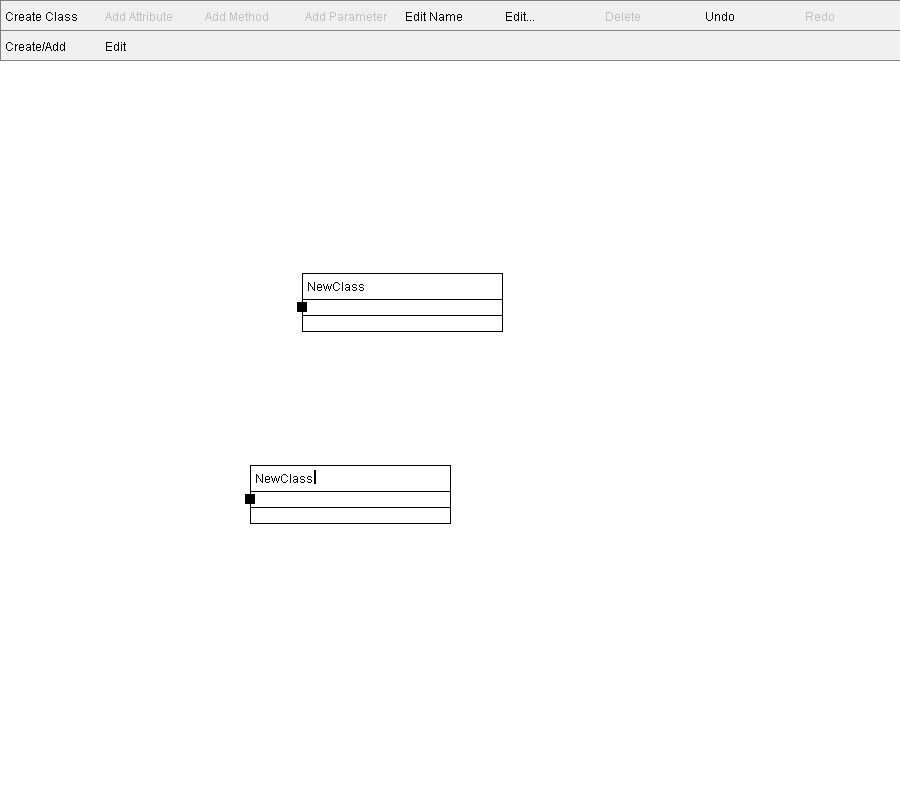 Create Class Add Attribute Add Method Add Parameter Edit Name Edit... Delete Undo Redo
Create/Add Edit
NewClass
NewClass